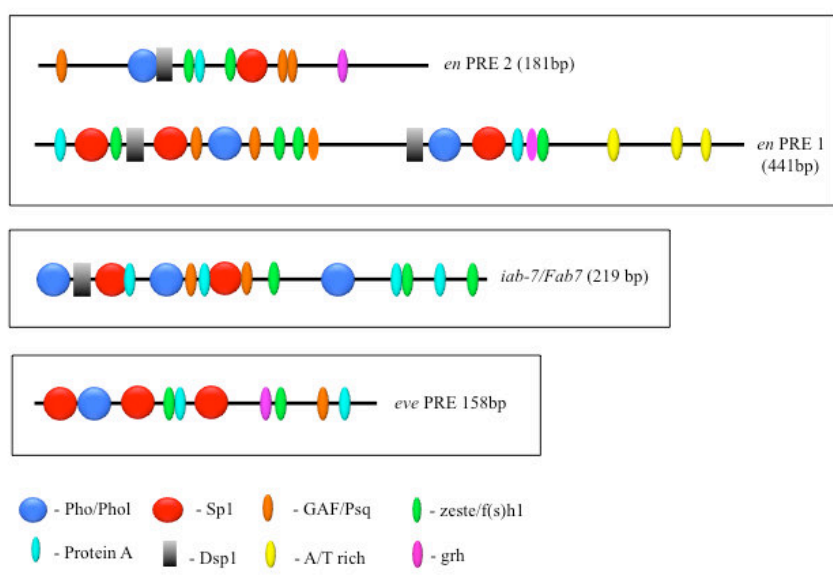 en PRE 2 (181bp)
en PRE 1
(441bp)
iab-7/Fab7 (219 bp)
eve PRE 158bp
- Pho/Phol - Sp1 - GAF/Psq - zeste/f(s)h1
- Protein A - Dsp1 - A/T rich - grh